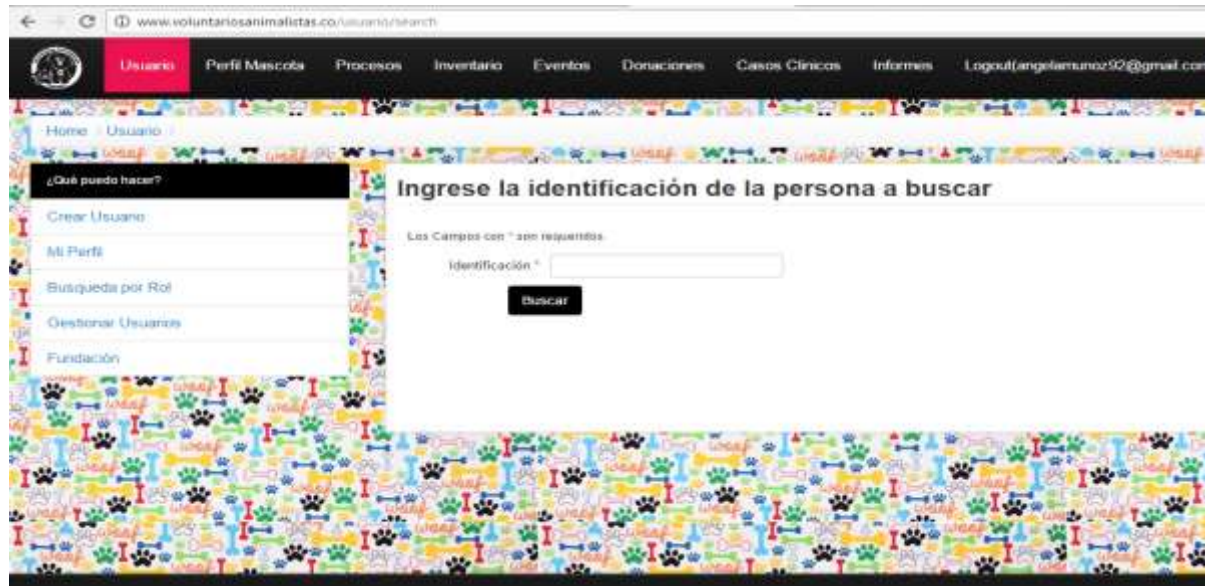 www.voluntariosanimalistas.co/usuario/search
Usuario Perfil Mascota Procesos Inventario Eventos Donaciones Casos Clinicos Informes Logout(angelamunoz92@gmail.com
Home Usuario
¿Qué puedo hacer?
Crear Usuario
Mi Perfil
Busqueda por Rol
Gestionar Usuarios
Fundación
Ingrese la identificación de la persona a buscar
Los Campos con * son requeridos.
Identificación *
Buscar
woof